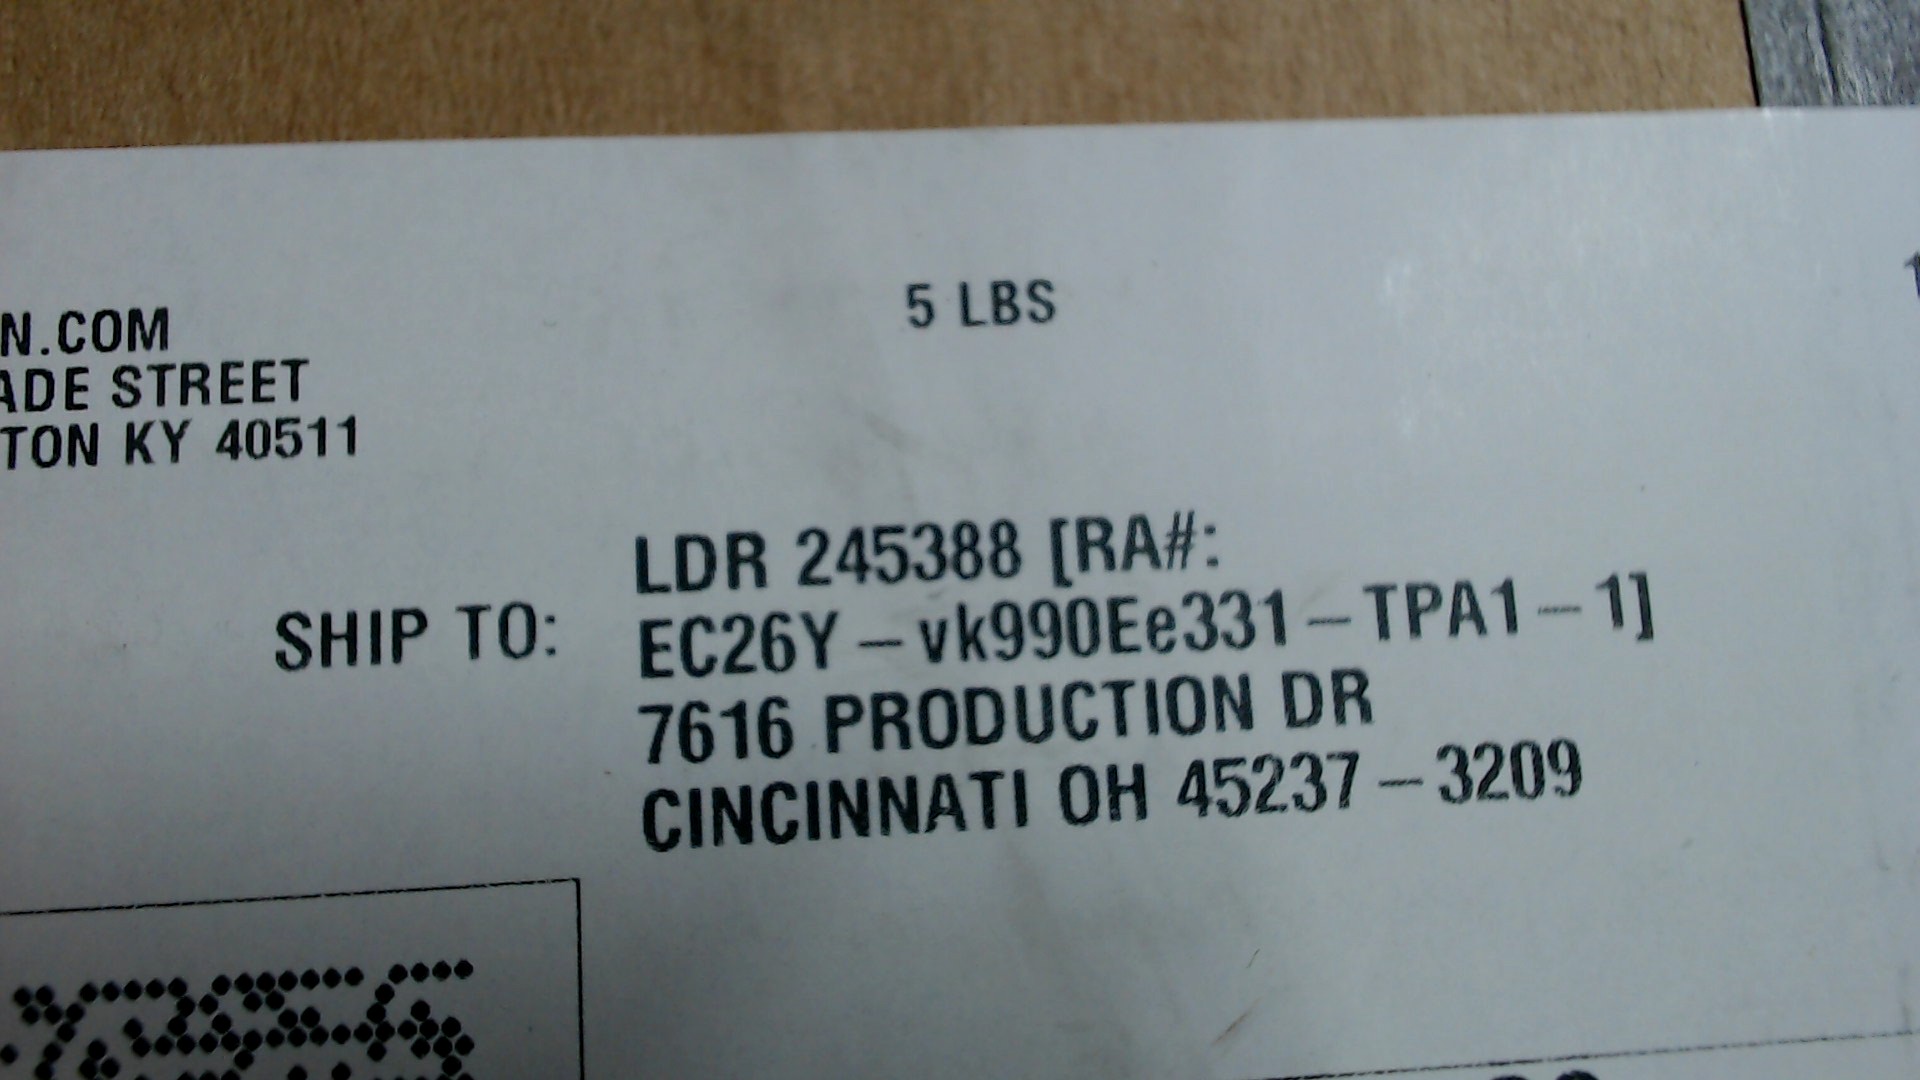 5 LBS
N.COM
ADE STREET
TON KY 40511
SHIP TO:
LDR 245388 [RA#:
EC26Y-vk990Ee331-TPA1-1]
7616 PRODUCTION DR
CINCINNATI OH 45237-3209